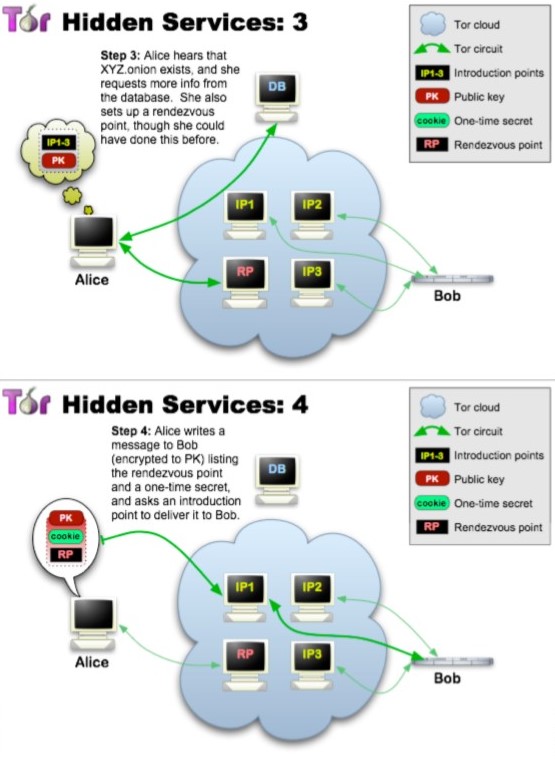 Tor Hidden Services: 3
Step 3: Alice hears that
XYZ.onion exists, and she
requests more info from
the database. She also
sets up a rendezvous
point, though she could
have done this before.
Tor cloud
Tor circuit
IP1-3 Introduction points
PK Public key
cookie One-time secret
RP Rendezvous point
DB
IP1-3
PK
IP1 IP2
RP IP3
Alice
Bob
Tor Hidden Services: 4
Step 4: Alice writes a
message to Bob
(encrypted to PK) listing
the rendezvous point
and a one-time secret,
and asks an introduction
point to deliver it to Bob.
Tor cloud
Tor circuit
IP1-3 Introduction points
PK Public key
cookie One-time secret
RP Rendezvous point
DB
PK
cookie
RP
IP1 IP2
RP IP3
Alice
Bob